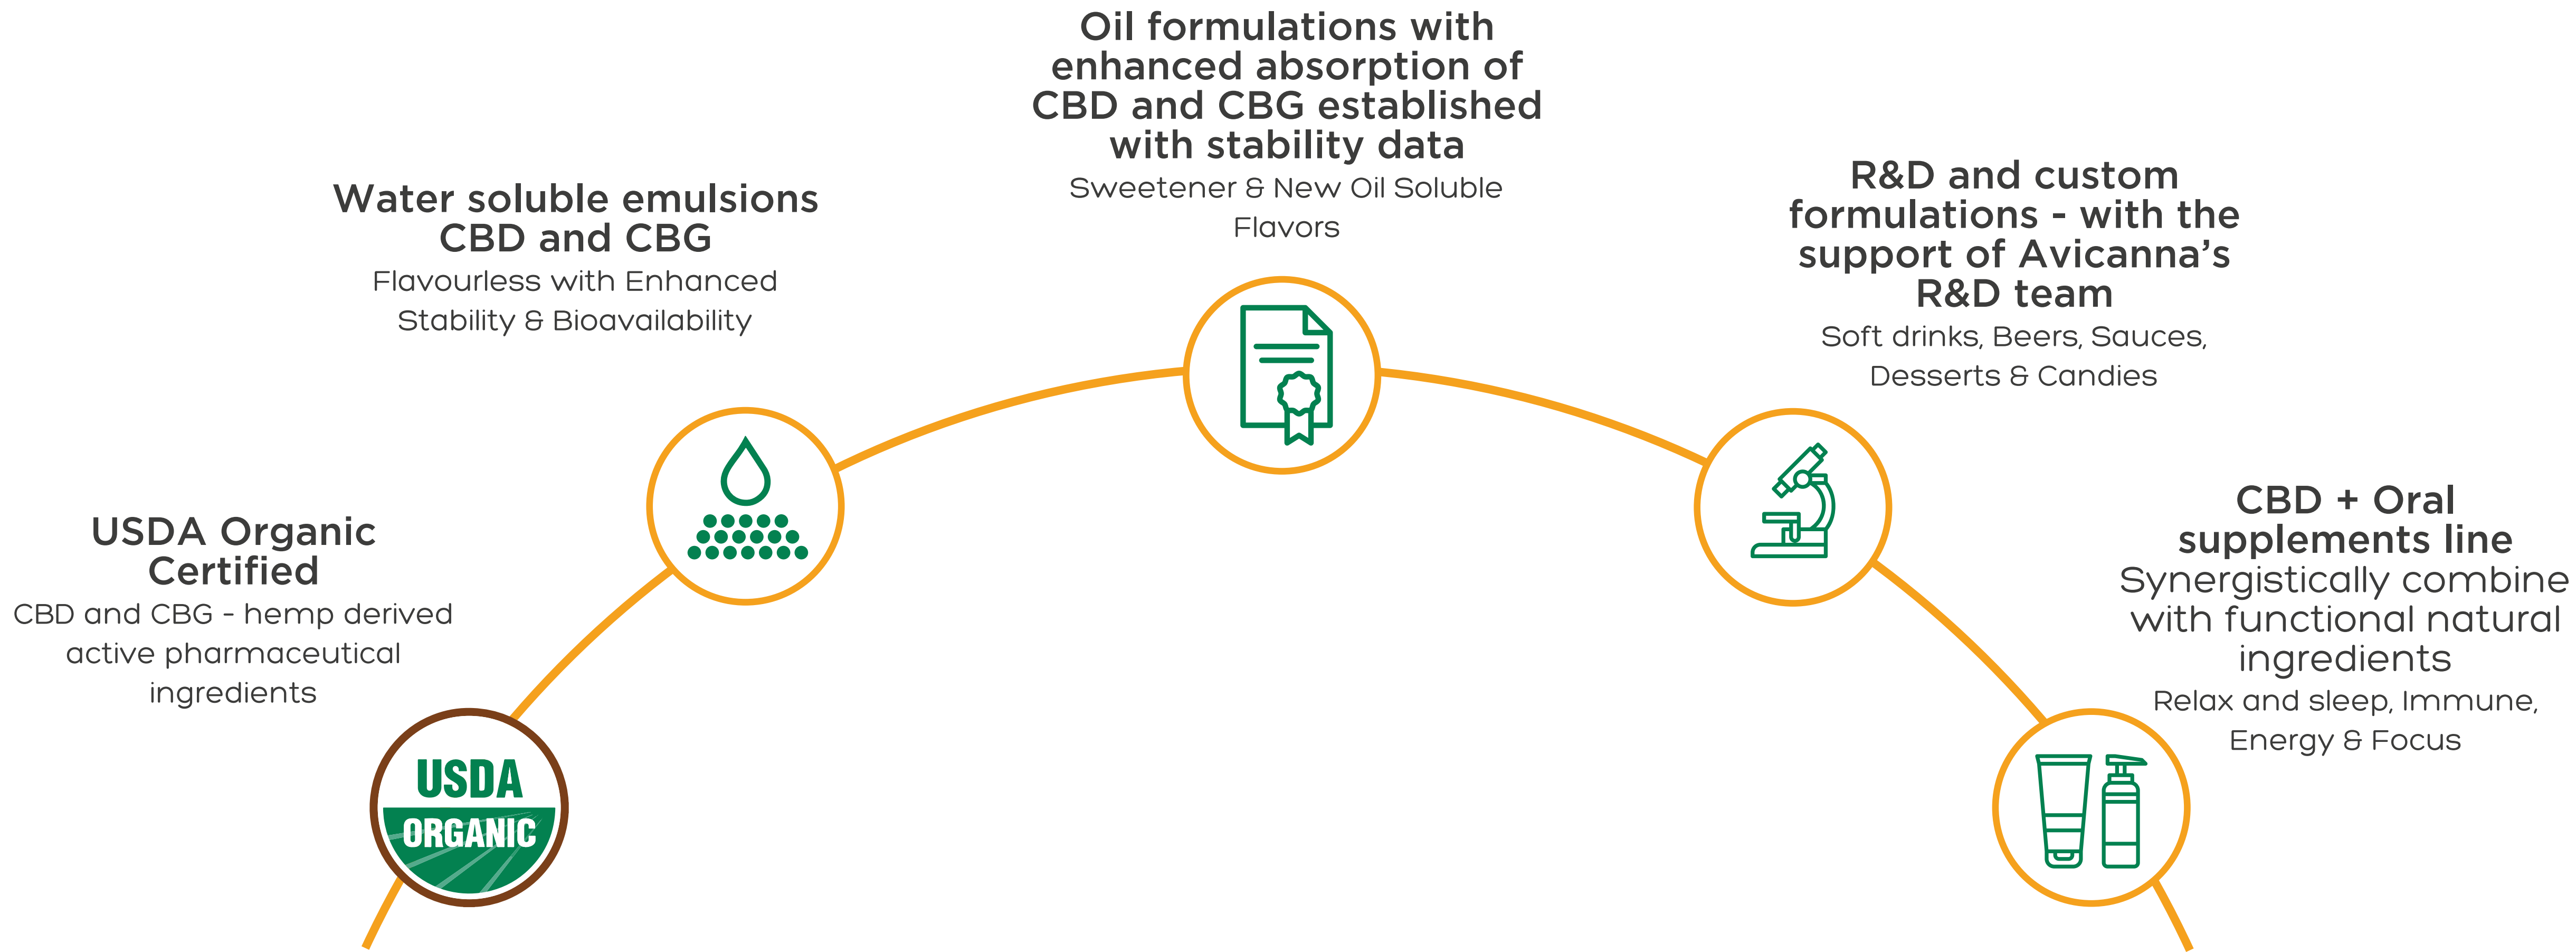 USDA Organic
Certified
CBD and CBG - hemp derived
active pharmaceutical
ingredients
USDA
ORGANIC
Water soluble emulsions
CBD and CBG
Flavourless with Enhanced
Stability & Bioavailability
Oil formulations with
enhanced absorption of
CBD and CBG established
with stability data
Sweetener & New Oil Soluble
Flavors
R&D and custom
formulations - with the
support of Avicanna’s
R&D team
Soft drinks, Beers, Sauces,
Desserts & Candies
CBD + Oral
supplements line
Synergistically combine
with functional natural
ingredients
Relax and sleep, Immune,
Energy & Focus